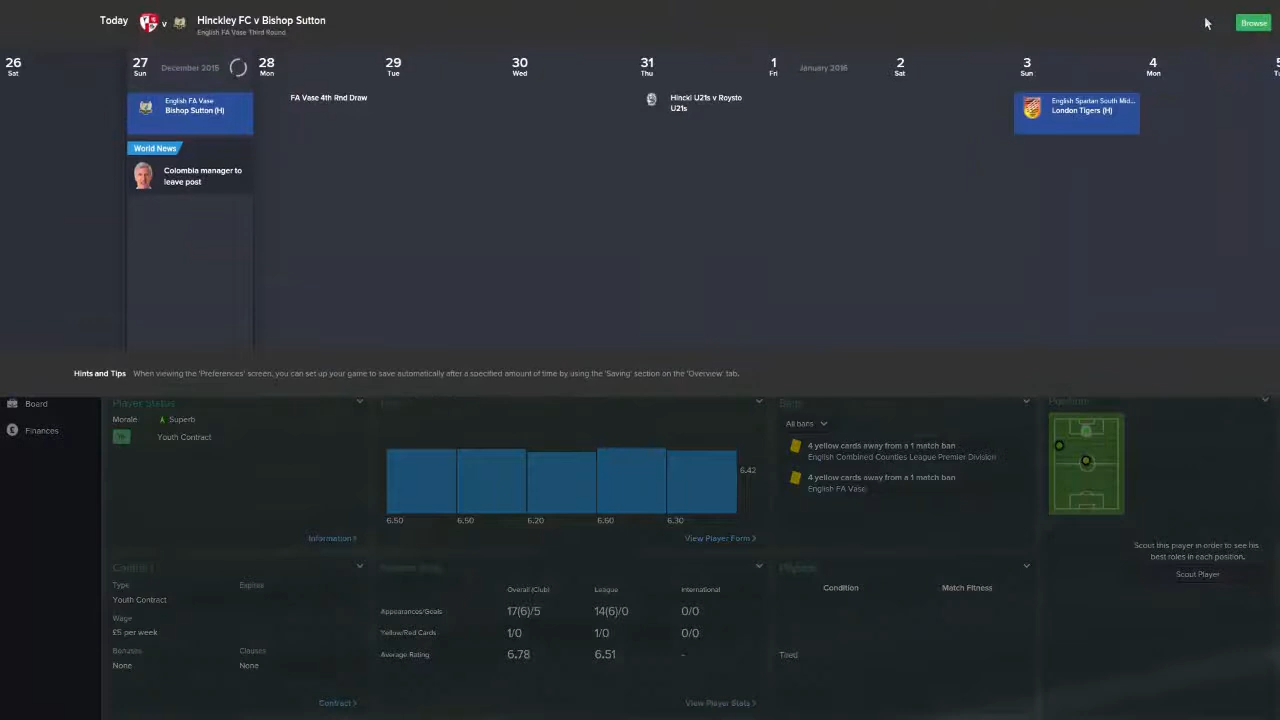 Today v Hinckley FC v Bishop Sutton
English FA Vase Third Round
Browse
26 Sat
27 Sun
December 2015
28 Mon
29 Tue
30 Wed
31 Thu
1 Fri
January 2016
2 Sat
3 Sun
4 Mon
English FA Vase
Bishop Sutton (H)
FA Vase 4th Rnd Draw
Hinckl U21s v Roysto
U21s
English Spartan South Mid...
London Tigers (H)
World News
Colombia manager to
leave post
Hints and Tips When viewing the 'Preferences' screen, you can set up your game to save automatically after a specified amount of time by using the 'Saving' section on the 'Overview' tab.
Board
Finances
Player Status
Morale Superb
Youth Contract
Information
6.42
6.50 6.50 6.20 6.60 6.30
View Player Form
Bans
All bans
4 yellow cards away from a 1 match ban
English Combined Counties League Premier Division
4 yellow cards away from a 1 match ban
English FA Vase
Positions
Scout this player in order to see his
best roles in each position.
Scout Player
Contract
Type Expires
Youth Contract
Wage
£5 per week
Bonuses Clauses
None None
Contract
Overall (Club) League International
Appearances/Goals 17(6)/5 14(6)/0 0/0
Yellow/Red Cards 1/0 1/0 0/0
Average Rating 6.78 6.51 -
View Player Stats
Condition Match Fitness
Tired